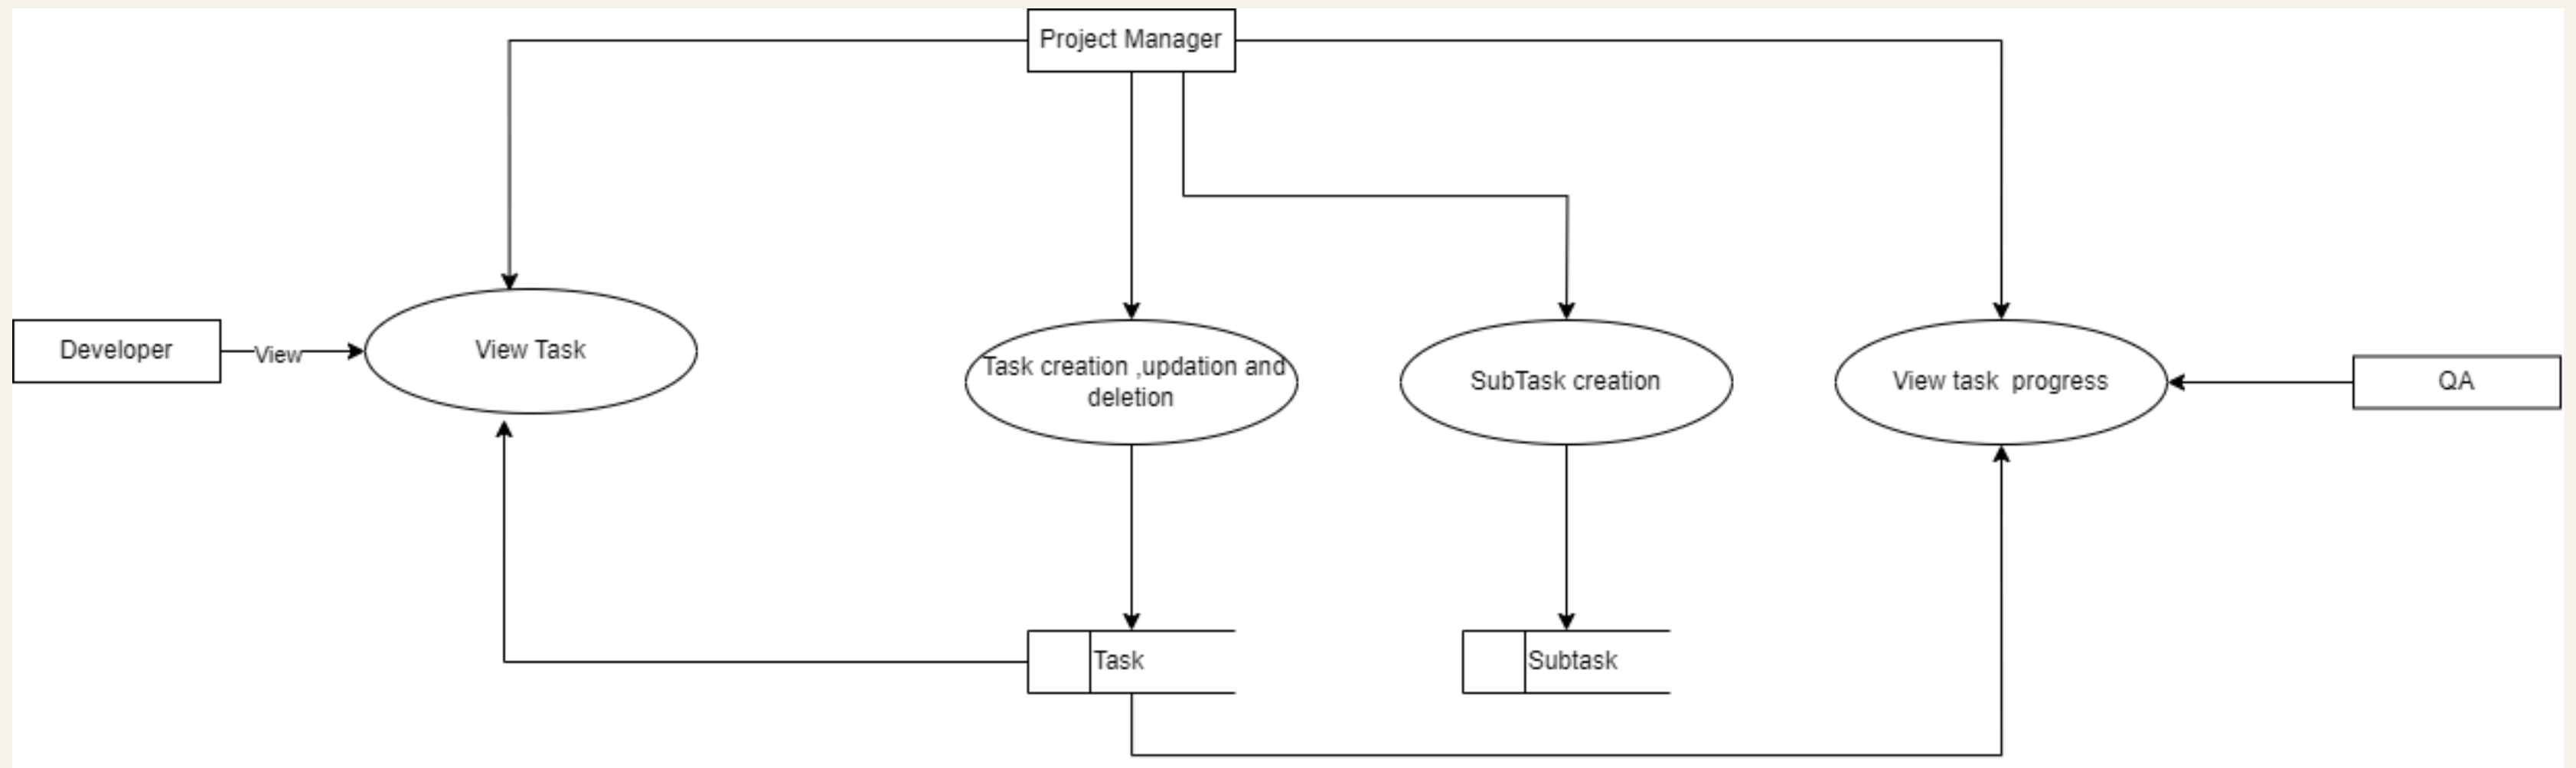 Project Manager
Developer
View
View Task
Task creation ,updation and
deletion
SubTask creation
View task  progress
QA
Task
Subtask